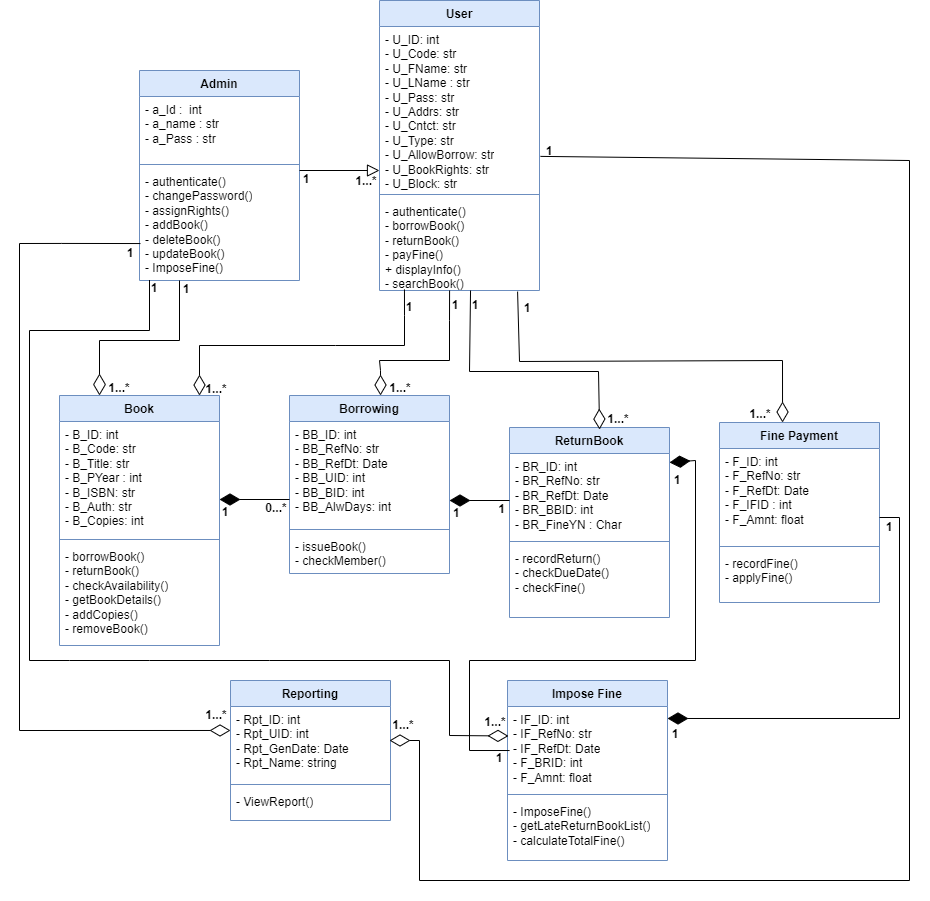 User
- U_ID: int
- U_Code: str
- U_FName: str
- U_LName : str
- U_Pass: str
- U_Addrs: str
- U_Cntct: str
- U_Type: str
- U_AllowBorrow: str
- U_BookRights: str
- U_Block: str
- authenticate()
- borrowBook()
- returnBook()
- payFine()
+ displayInfo()
- searchBook()
Admin
- a_Id :  int
- a_name : str
- a_Pass : str
- authenticate()
- changePassword()
- assignRights()
- addBook()
- deleteBook()
- updateBook()
- ImposeFine()
1
1...*
1
1
1
1
1
1
1
1
1...*
1...*
1...*
1...*
1...*
Book
- B_ID: int
- B_Code: str
- B_Title: str
- B_PYear : int
- B_ISBN: str
- B_Auth: str
- B_Copies: int
- borrowBook()
- returnBook()
- checkAvailability()
- getBookDetails()
- addCopies()
- removeBook()
1
0...*
Borrowing
- BB_ID: int
- BB_RefNo: str
- BB_RefDt: Date
- BB_UID: int
- BB_BID: int
- BB_AlwDays: int
- issueBook()
- checkMember()
1
1
ReturnBook
- BR_ID: int
- BR_RefNo: str
- BR_RefDt: Date
- BR_BBID: int
- BR_FineYN : Char
- recordReturn()
- checkDueDate()
- checkFine()
1
Fine Payment
- F_ID: int
- F_RefNo: str
- F_RefDt: Date
- F_IFID : int
- F_Amnt: float
- recordFine()
- applyFine()
1
Reporting
- Rpt_ID: int
- Rpt_UID: int
- Rpt_GenDate: Date
- Rpt_Name: string
- ViewReport()
1...*
1...*
1...*
1
Impose Fine
- IF_ID: int
- IF_RefNo: str
- IF_RefDt: Date
- F_BRID: int
- F_Amnt: float
- ImposeFine()
- getLateReturnBookList()
- calculateTotalFine()
1